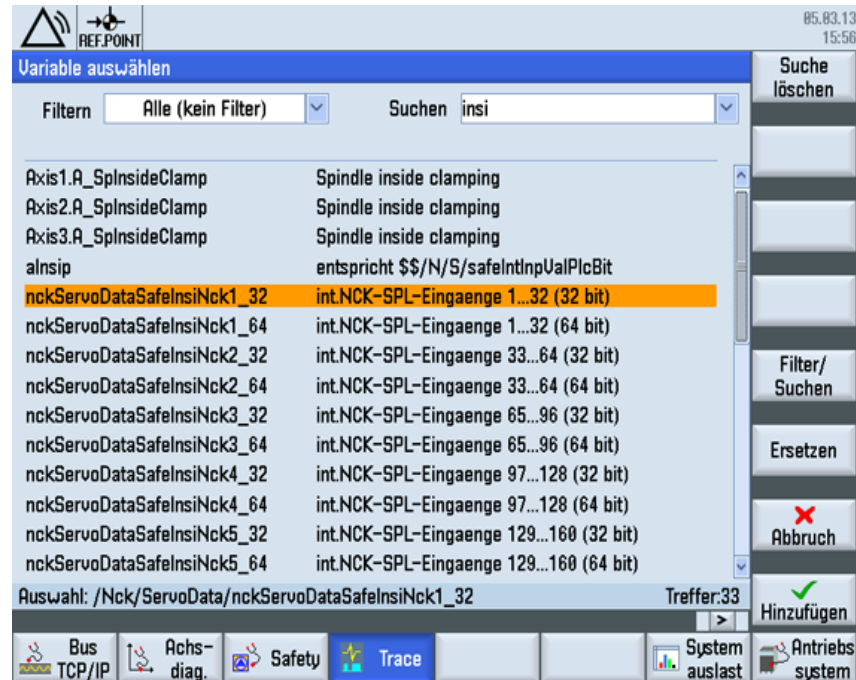 REF.POINT
05.03.13
15:56
Variable auswählen
Filtern Alle (kein Filter) Suchen insi
Axis1.A_SpInsideClamp Spindle inside clamping
Axis2.A_SpInsideClamp Spindle inside clamping
Axis3.A_SpInsideClamp Spindle inside clamping
aInsip entspricht $$/N/S/safeIntInpValPlcBit
nckServoDataSafeInsiNck1_32 int.NCK-SPL-Eingaenge 1...32 (32 bit)
nckServoDataSafeInsiNck1_64 int.NCK-SPL-Eingaenge 1...32 (64 bit)
nckServoDataSafeInsiNck2_32 int.NCK-SPL-Eingaenge 33...64 (32 bit)
nckServoDataSafeInsiNck2_64 int.NCK-SPL-Eingaenge 33...64 (64 bit)
nckServoDataSafeInsiNck3_32 int.NCK-SPL-Eingaenge 65...96 (32 bit)
nckServoDataSafeInsiNck3_64 int.NCK-SPL-Eingaenge 65...96 (64 bit)
nckServoDataSafeInsiNck4_32 int.NCK-SPL-Eingaenge 97...128 (32 bit)
nckServoDataSafeInsiNck4_64 int.NCK-SPL-Eingaenge 97...128 (64 bit)
nckServoDataSafeInsiNck5_32 int.NCK-SPL-Eingaenge 129...160 (32 bit)
nckServoDataSafeInsiNck5_64 int.NCK-SPL-Eingaenge 129...160 (64 bit)
Auswahl: /Nck/ServoData/nckServoDataSafeInsiNck1_32 Treffer:33
>
Suche
löschen
Filter/
Suchen
Ersetzen
Abbruch
Hinzufügen
Bus
TCP/IP
Achs-
diag.
Safety
Trace
System
auslast
Antriebs
system